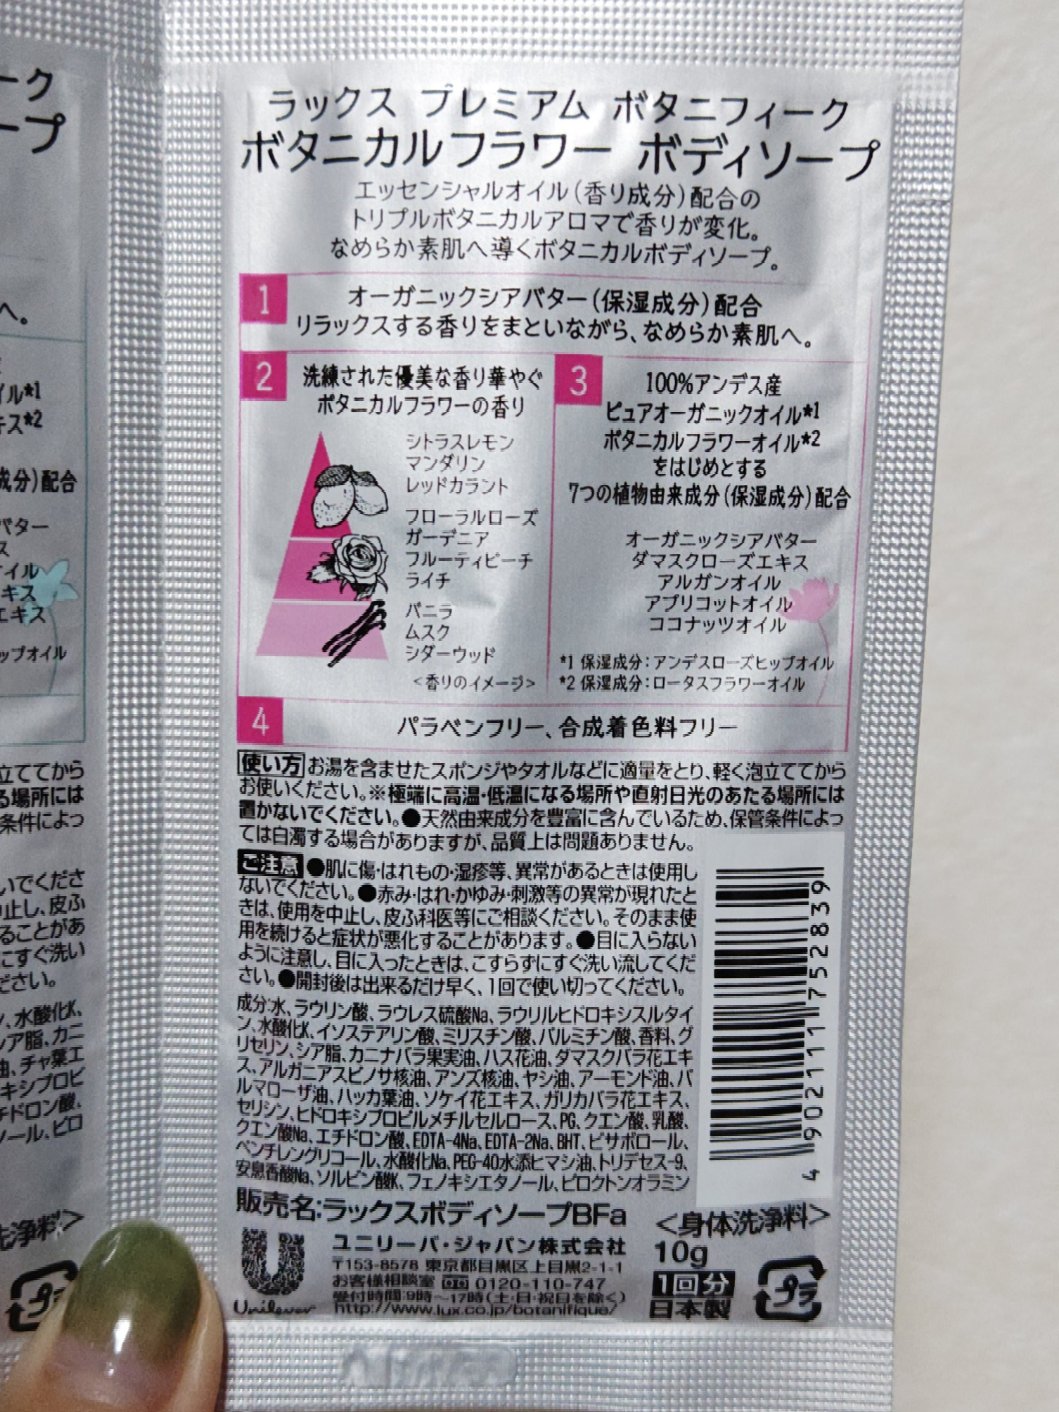 ラックス プレミアム ボタニフィーク
ボタニカルフラワー ボディソープ
エッセンシャルオイル(香り成分)配合の
トリプルボタニカルアロマで香りが変化。
なめらか素肌へ導くボタニカルボディソープ。
1
オーガニックシアバター(保湿成分)配合
リラックスする香りをまといながら、なめらか素肌へ。
2
洗練された優美な香り華やぐ
ボタニカルフラワーの香り
シトラスレモン
マンダリン
レッドカラント
フローラルローズ
ガーデニア
フルーティピーチ
ライチ
バニラ
ムスク
シダーウッド
<香りのイメージ>
3
100%アンデス産
ピュアオーガニックオイル*1
ボタニカルフラワーオイル*2
をはじめとする
7つの植物由来成分(保湿成分)配合
オーガニックシアバター
ダマスクローズエキス
アルガンオイル
アプリコットオイル
ココナッツオイル
*1 保湿成分:アンデスローズヒップオイル
*2 保湿成分:ロータスフラワーオイル
4
パラベンフリー、合成着色料フリー
使い方 お湯を含ませたスポンジやタオルなどに適量をとり、軽く泡立ててから
お使いください。※極端に高温・低温になる場所や直射日光のあたる場所には
置かないでください。●天然由来成分を豊富に含んでいるため、保管条件によっ
ては白濁する場合がありますが、品質上は問題ありません。
ご注意 ●肌に傷・はれもの・湿疹等、異常があるときは使用し
ないでください。●赤み・はれ・かゆみ・刺激等の異常が現れたと
きは、使用を中止し、皮ふ科医等にご相談ください。そのまま使
用を続けると症状が悪化することがあります。●目に入らない
ように注意し、目に入ったときは、こすらずにすぐ洗い流してくだ
さい。●開封後は出来るだけ早く、1回で使い切ってください。
成分:水、ラウリン酸、ラウレス硫酸Na、ラウリルヒドロキシスルタイ
ン、水酸化K、イソステアリン酸、ミリスチン酸、パルミチン酸、香料、グ
リセリン、シア脂、カニナバラ果実油、ハス花油、ダマスクバラ花エキ
ス、アルガニアスピノサ核油、アンズ核油、ヤシ油、アーモンド油、パ
ルマローザ油、ハッカ葉油、ソケイ花エキス、ガリカバラ花エキス、
セリシン、ヒドロキシプロピルメチルセルロース、PG、クエン酸、乳酸、
クエン酸Na、エチドロン酸、EDTA-4Na、EDTA-2Na、BHT、ビサボロール、
ペンチレングリコール、水酸化Na、PEG-40水添ヒマシ油、トリデセス-9、
安息香酸Na、ソルビン酸K、フェノキシエタノール、ピロクトンオラミン
4902111752839
販売名:ラックスボディソープBFa
<身体洗浄料>
Unilever
ユニリーバ・ジャパン株式会社
〒153-8578 東京都目黒区上目黒2-1-1
お客様相談室 0120-110-747
受付時間:9時~17時(土・日・祝日を除く)
http://www.lux.co.jp/botanifique/
10g
1回分
日本製
プラ